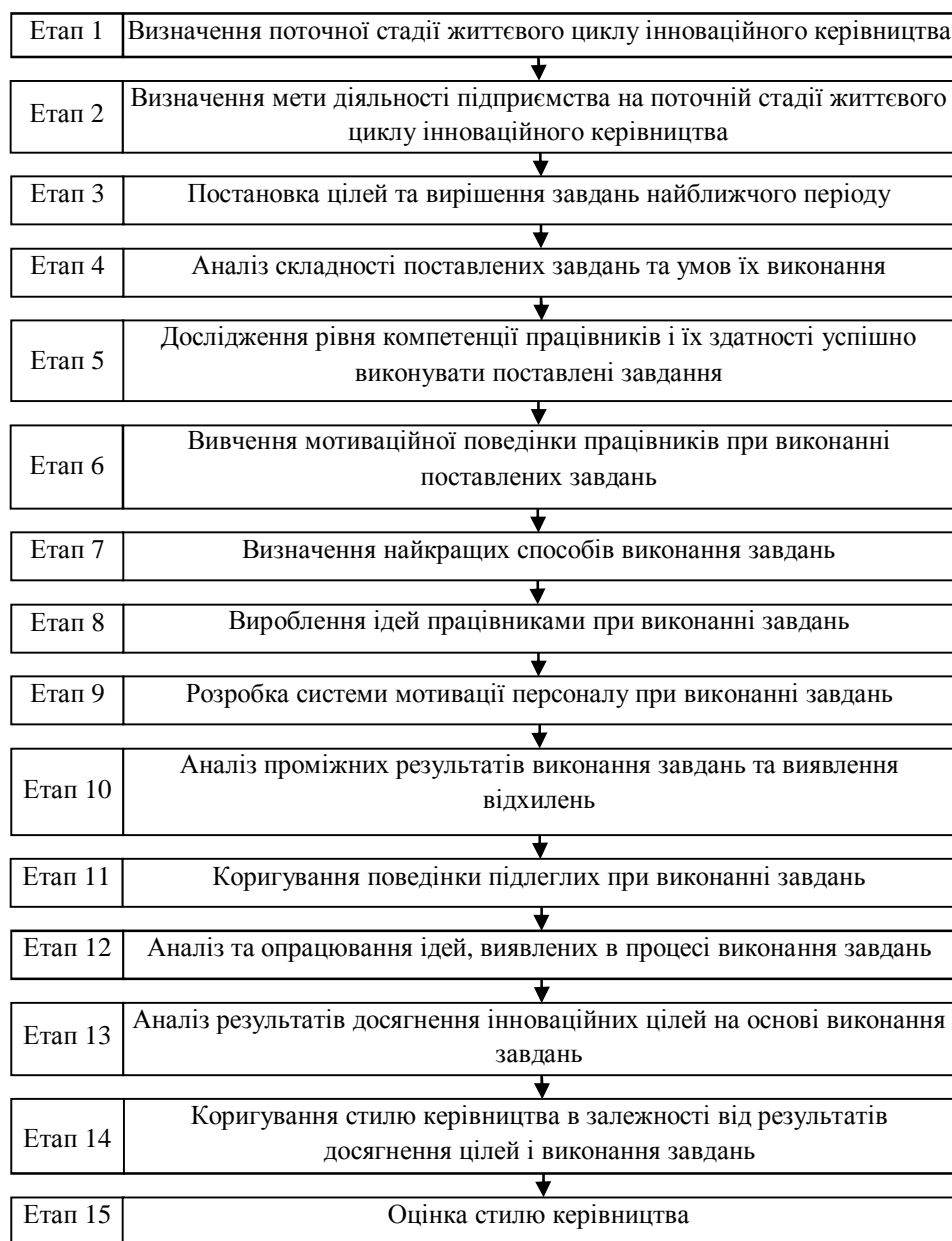 Етап 1 Визначення поточної стадії життєвого циклу інноваційного керівництва
Етап 2 Визначення мети діяльності підприємства на поточній стадії життєвого
циклу інноваційного керівництва
Етап 3 Постановка цілей та вирішення завдань найближчого періоду
Етап 4 Аналіз складності поставлених завдань та умов їх виконання
Етап 5 Дослідження рівня компетенції працівників і їх здатності успішно
виконувати поставлені завдання
Етап 6 Вивчення мотиваційної поведінки працівників при виконанні
поставлених завдань
Етап 7 Визначення найкращих способів виконання завдань
Етап 8 Вироблення ідей працівниками при виконанні завдань
Етап 9 Розробка системи мотивації персоналу при виконанні завдань
Етап 10 Аналіз проміжних результатів виконання завдань та виявлення
відхилень
Етап 11 Коригування поведінки підлеглих при виконанні завдань
Етап 12 Аналіз та опрацювання ідей, виявлених в процесі виконання завдань
Етап 13 Аналіз результатів досягнення інноваційних цілей на основі виконання
завдань
Етап 14 Коригування стилю керівництва в залежності від результатів
досягнення цілей і виконання завдань
Етап 15 Оцінка стилю керівництва